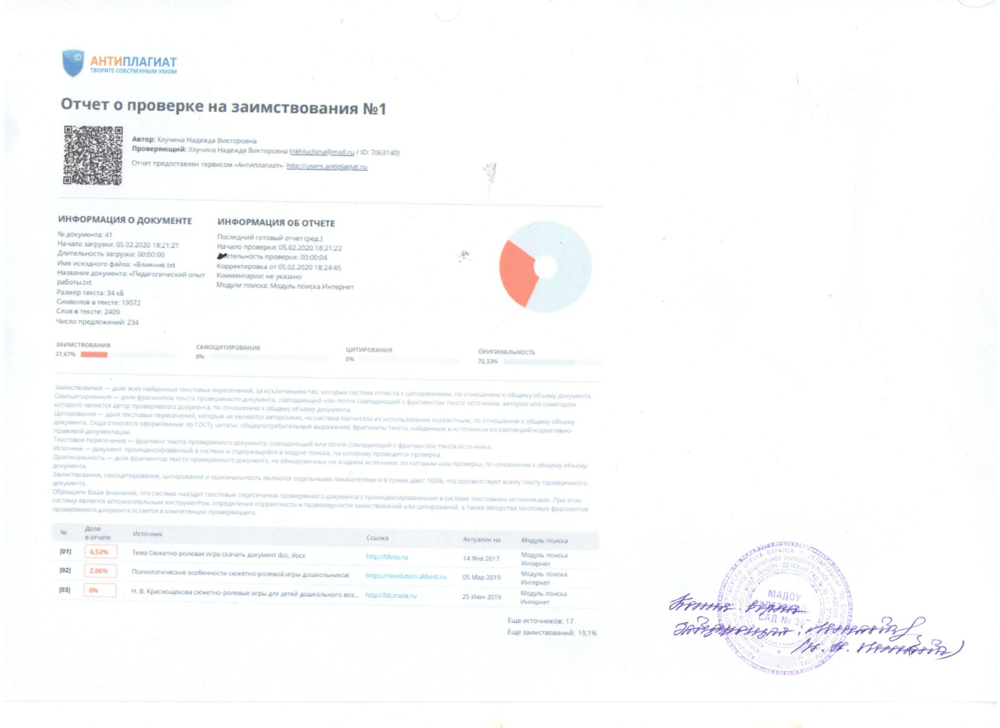 АНТИПЛАГИАТ
ТВОРИТЕ СОБСТВЕННЫМ УМОМ
Отчет о проверке на заимствования №1
Автор: Хлучина Надежда Викторовна
Проверяющий: Хлучина Надежда Викторовна (nkhluchina@mail.ru / ID: 7063140)
Отчет предоставлен сервисом «Антиплагиат»- http://users.antiplagiat.ru
ИНФОРМАЦИЯ О ДОКУМЕНТЕ
№ документа: 41
Начало загрузки: 05.02.2020 18:21:21
Длительность загрузки: 00:00:00
Имя исходного файла: «Влияние.txt
Название документа: «Педагогический опыт
работы.txt
Размер текста: 34 кБ
Символов в тексте: 19072
Слов в тексте: 2409
Число предложений: 234
ИНФОРМАЦИЯ ОБ ОТЧЕТЕ
Последний готовый отчет (ред.)
Начало проверки: 05.02.2020 18:21:22
ительность проверки: 00:00:04
Корректировка от 05.02.2020 18:24:45
Комментарии: не указано
Модули поиска: Модуль поиска Интернет
ЗАИМСТВОВАНИЯ
27,67%
САМОЦИТИРОВАНИЯ
0%
ЦИТИРОВАНИЯ
0%
ОРИГИНАЛЬНОСТЬ
72,33%
Заимствования — доля всех найденных текстовых пересечений, за исключением тех, которые система отнесла к цитированиям, по отношению к общему объему документа.
Самоцитирования — доля фрагментов текста проверяемого документа, совпадающий или почти совпадающий с фрагментом текста источника, автором или соавтором
которого является автор проверяемого документа, по отношению к общему объему документа.
Цитирования — доля текстовых пересечений, которые не являются авторскими, но система посчитала их использование корректным, по отношению к общему объему
документа. Сюда относятся оформленные по ГОСТу цитаты; общеупотребительные выражения; фрагменты текста, найденные в источниках из коллекций нормативно-
правовой документации.
Текстовое пересечение — фрагмент текста проверяемого документа, совпадающий или почти совпадающий с фрагментом текста источника.
Источник — документ, проиндексированный в системе и содержащийся в модуле поиска, по которому проводится проверка.
Оригинальность — доля фрагментов текста проверяемого документа, не обнаруженных ни в одном источнике, по которым шла проверка, по отношению к общему объему
документа.
Заимствования, самоцитирования, цитирования и оригинальность являются отдельными показателями и в сумме дают 100%, что соответствует всему тексту проверяемого
документа.
Обращаем Ваше внимание, что система находит текстовые пересечения проверяемого документа с проиндексированными в системе текстовыми источниками. При этом
система является вспомогательным инструментом, определение корректности и правомерности заимствований или цитирований, а также авторства текстовых фрагментов
проверяемого документа остается в компетенции проверяющего.
№ Доля в отчете Источник Ссылка Актуален на Модуль поиска
[01] 6,52% Тема Сюжетно-ролевая игра скачать документ doc, docx http://tfolio.ru 14 Янв 2017 Модуль поиска Интернет
[02] 2,06% Психологические особенности сюжетно-ролевой игры дошкольников https://revolution.allbest.ru 05 Мар 2019 Модуль поиска Интернет
[03] 0% Н. В. Краснощекова сюжетно-ролевые игры для детей дошкольного воз... http://lib.znate.ru 25 Июн 2019 Модуль поиска Интернет
Еще источников: 17
Еще заимствований: 19,1%
МАДОУ
"ДЕТСКИЙ
САД № 36"
Копия верна